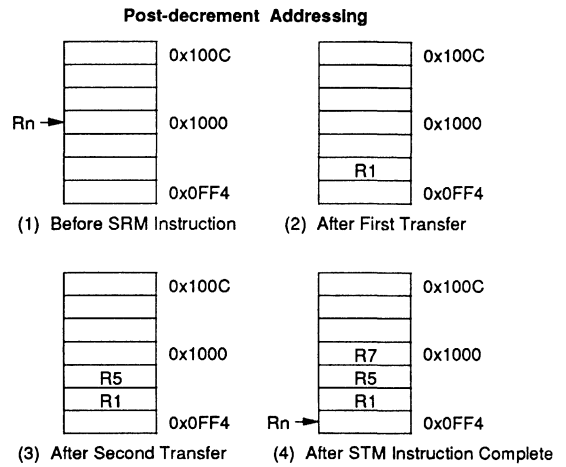 Post-decrement Addressing
0x100C
0x100C
Rn
0x1000
0x1000
R1
0x0FF4
0x0FF4
(1) Before SRM Instruction
(2) After First Transfer
0x100C
0x100C
0x1000
R7
0x1000
R5
R5
R1
R1
0x0FF4
Rn
0x0FF4
(3) After Second Transfer
(4) After STM Instruction Complete